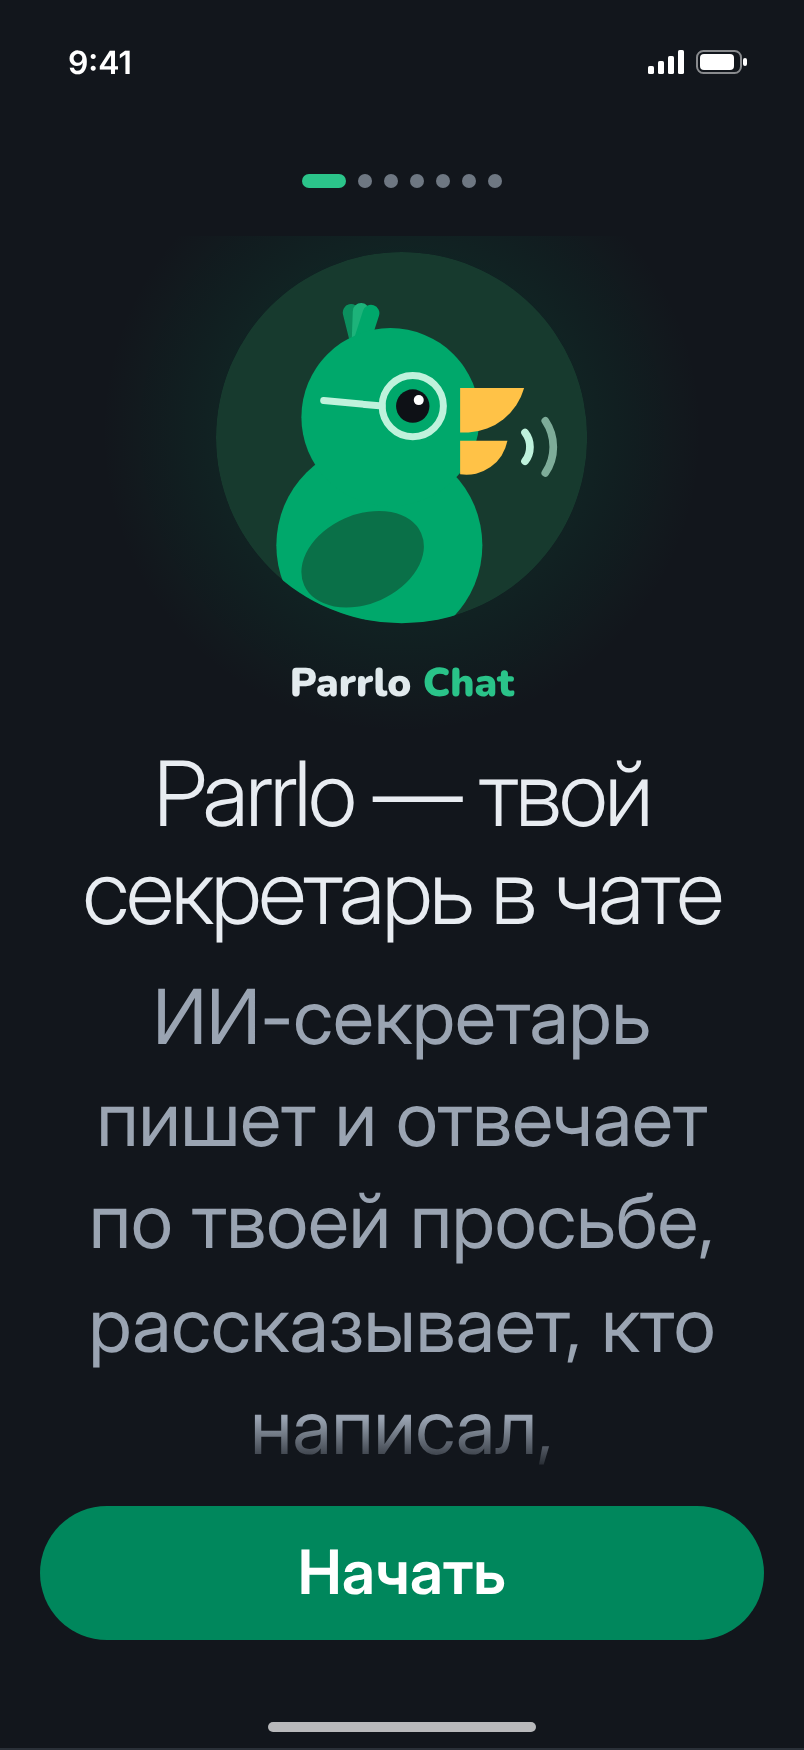 9:41
Parrlo Chat
Parrlo — твой
секретарь в чате
ИИ-секретарь
пишет и отвечает
по твоей просьбе,
рассказывает, кто
написал,
Начать